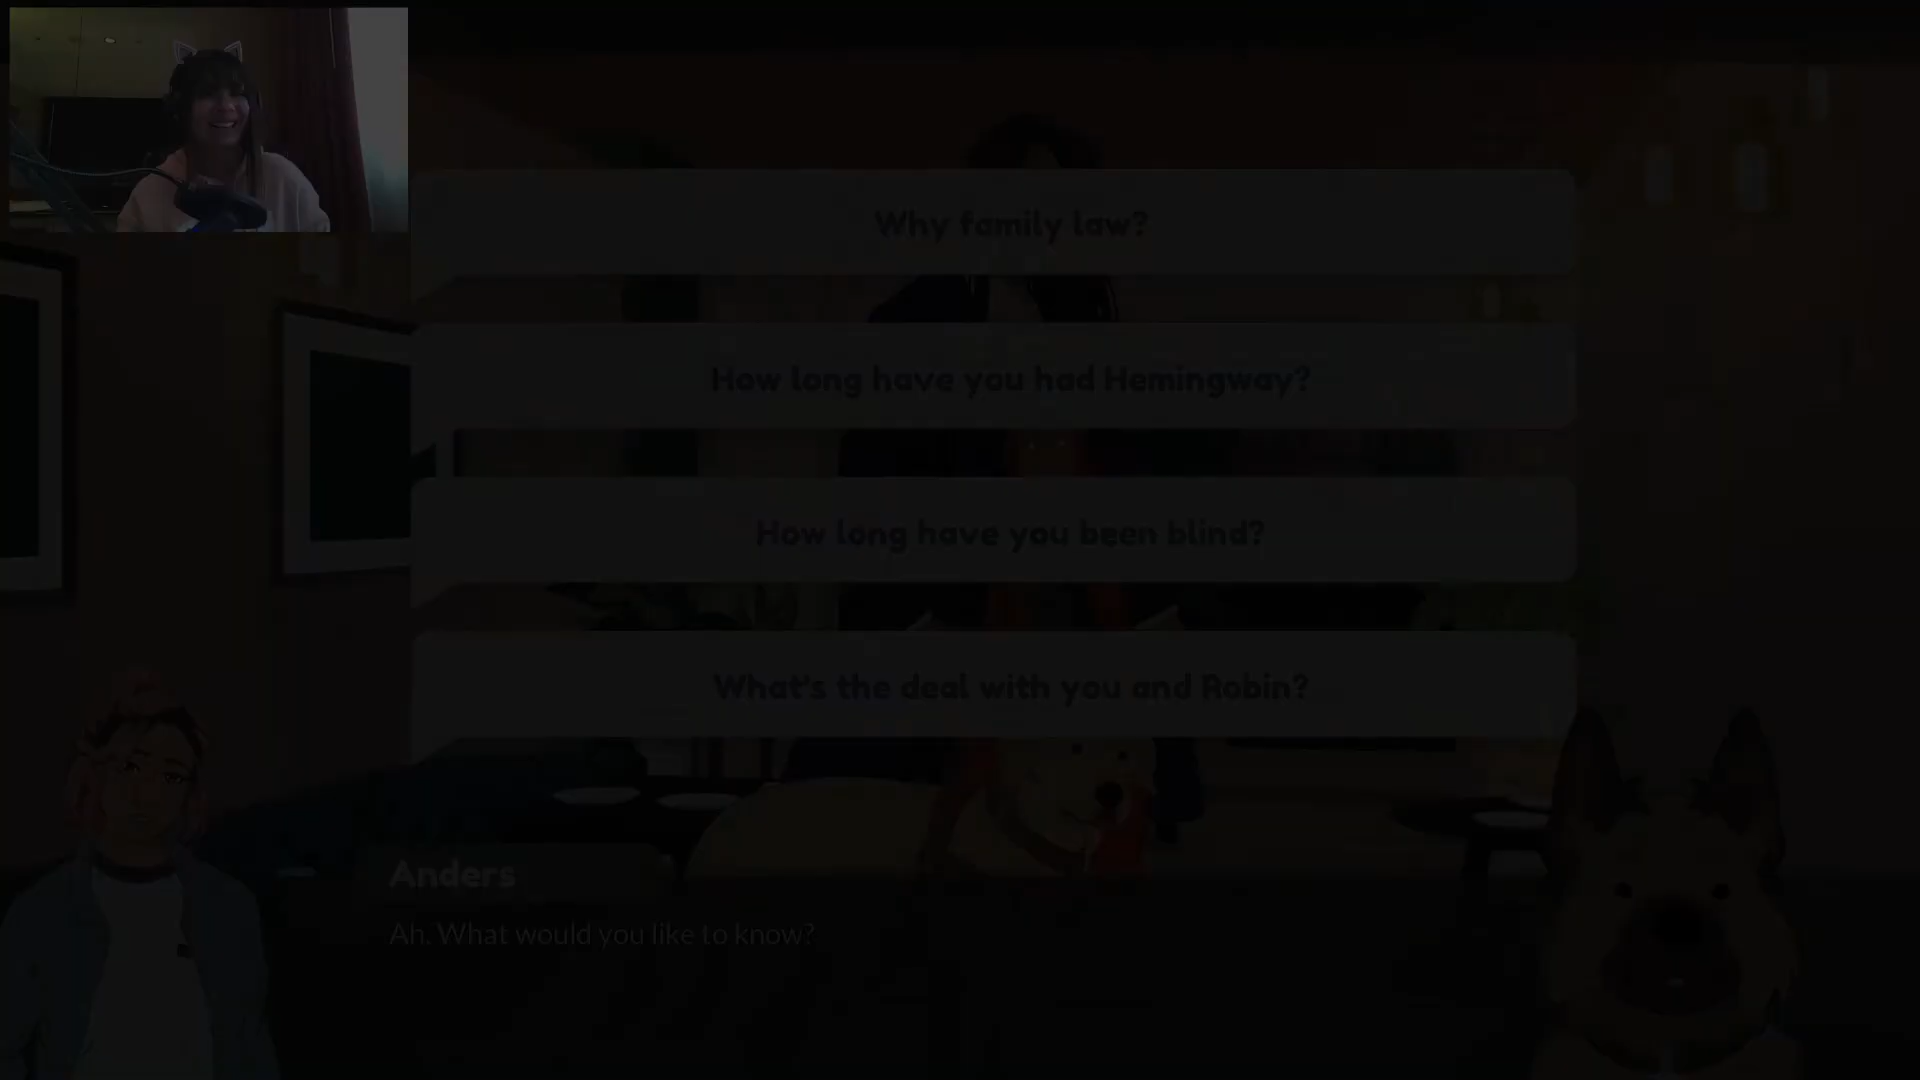 Why family law?
How long have you had Hemingway?
How long have you been blind?
What's the deal with you and Robin?
Anders
Ah. What would you like to know?